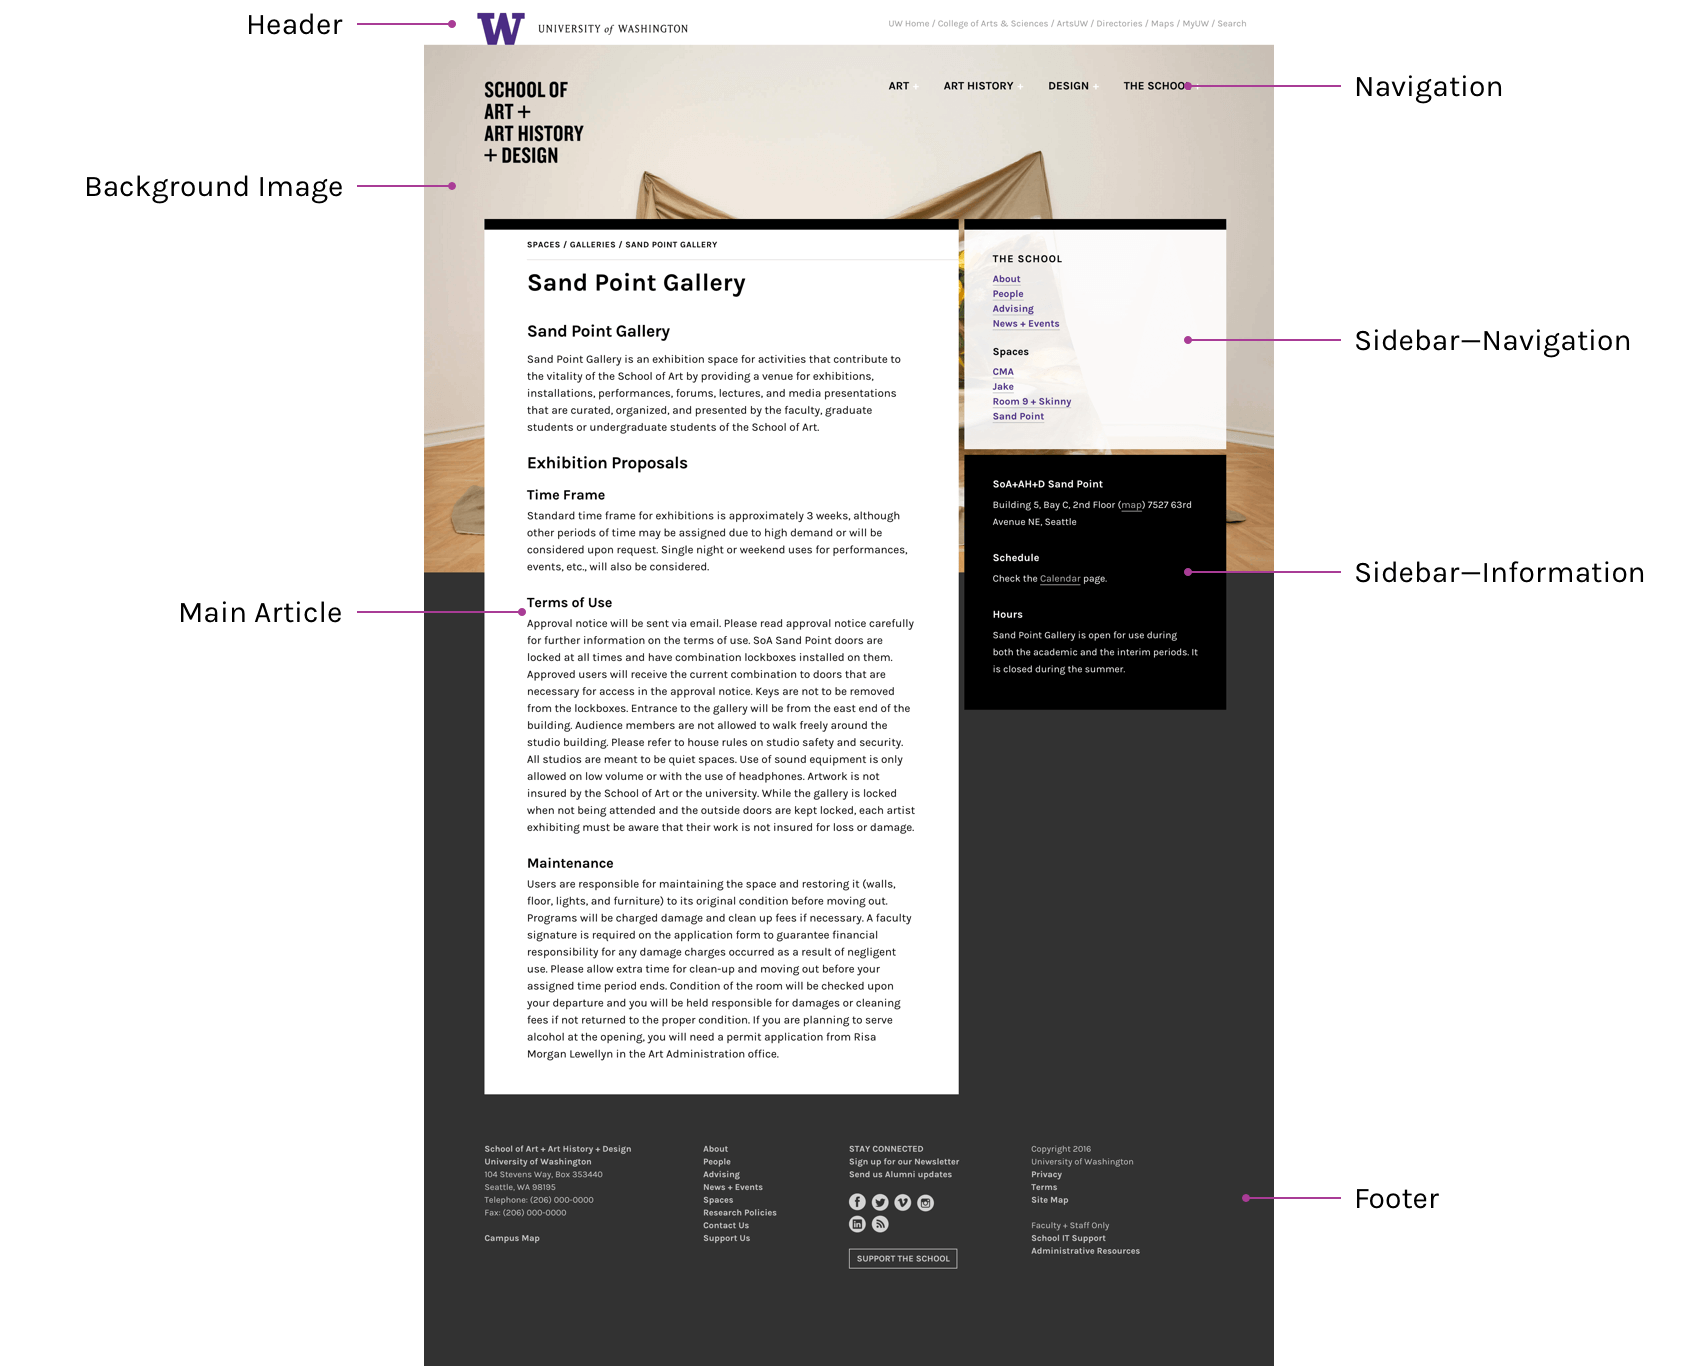 Header
W UNIVERSITY of WASHINGTON
UW Home / College of Arts & Sciences / ArtsUW / Directories / Maps / MyUW / Search
SCHOOL OF
ART +
ART HISTORY
+ DESIGN
ART +
ART HISTORY +
DESIGN +
THE SCHOOL
Navigation
Background Image
SPACES / GALLERIES / SAND POINT GALLERY
Sand Point Gallery
Sand Point Gallery
Sand Point Gallery is an exhibition space for activities that contribute to
the vitality of the School of Art by providing a venue for exhibitions,
installations, performances, forums, lectures, and media presentations
that are curated, organized, and presented by the faculty, graduate
students or undergraduate students of the School of Art.
Exhibition Proposals
Time Frame
Standard time frame for exhibitions is approximately 3 weeks, although
other periods of time may be assigned due to high demand or will be
considered upon request. Single night or weekend uses for performances,
events, etc., will also be considered.
Main Article
Terms of Use
Approval notice will be sent via email. Please read approval notice carefully
for further information on the terms of use. SoA Sand Point doors are
locked at all times and have combination lockboxes installed on them.
Approved users will receive the current combination to doors that are
necessary for access in the approval notice. Keys are not to be removed
from the lockboxes. Entrance to the gallery will be from the east end of the
building. Audience members are not allowed to walk freely around the
studio building. Please refer to house rules on studio safety and security.
All studios are meant to be quiet spaces. Use of sound equipment is only
allowed on low volume or with the use of headphones. Artwork is not
insured by the School of Art or the university. While the gallery is locked
when not being attended and the outside doors are kept locked, each artist
exhibiting must be aware that their work is not insured for loss or damage.
Maintenance
Users are responsible for maintaining the space and restoring it (walls,
floor, lights, and furniture) to its original condition before moving out.
Programs will be charged damage and clean up fees if necessary. A faculty
signature is required on the application form to guarantee financial
responsibility for any damage charges occurred as a result of negligent
use. Please allow extra time for clean-up and moving out before your
assigned time period ends. Condition of the room will be checked upon
your departure and you will be held responsible for damages or cleaning
fees if not returned to the proper condition. If you are planning to serve
alcohol at the opening, you will need a permit application from Risa
Morgan Lewellyn in the Art Administration office.
THE SCHOOL
About
People
Advising
News + Events
Spaces
CMA
Jake
Room 9 + Skinny
Sand Point
Sidebar—Navigation
SoA+AH+D Sand Point
Building 5, Bay C, 2nd Floor (map) 7527 63rd
Avenue NE, Seattle
Schedule
Check the Calendar page.
Hours
Sand Point Gallery is open for use during
both the academic and the interim periods. It
is closed during the summer.
Sidebar—Information
School of Art + Art History + Design
University of Washington
104 Stevens Way, Box 353440
Seattle, WA 98195
Telephone: (206) 000-0000
Fax: (206) 000-0000
Campus Map
About
People
Advising
News + Events
Spaces
Research Policies
Contact Us
Support Us
STAY CONNECTED
Sign up for our Newsletter
Send us Alumni updates
SUPPORT THE SCHOOL
Copyright 2016
University of Washington
Privacy
Terms
Site Map
Faculty + Staff Only
School IT Support
Administrative Resources
Footer